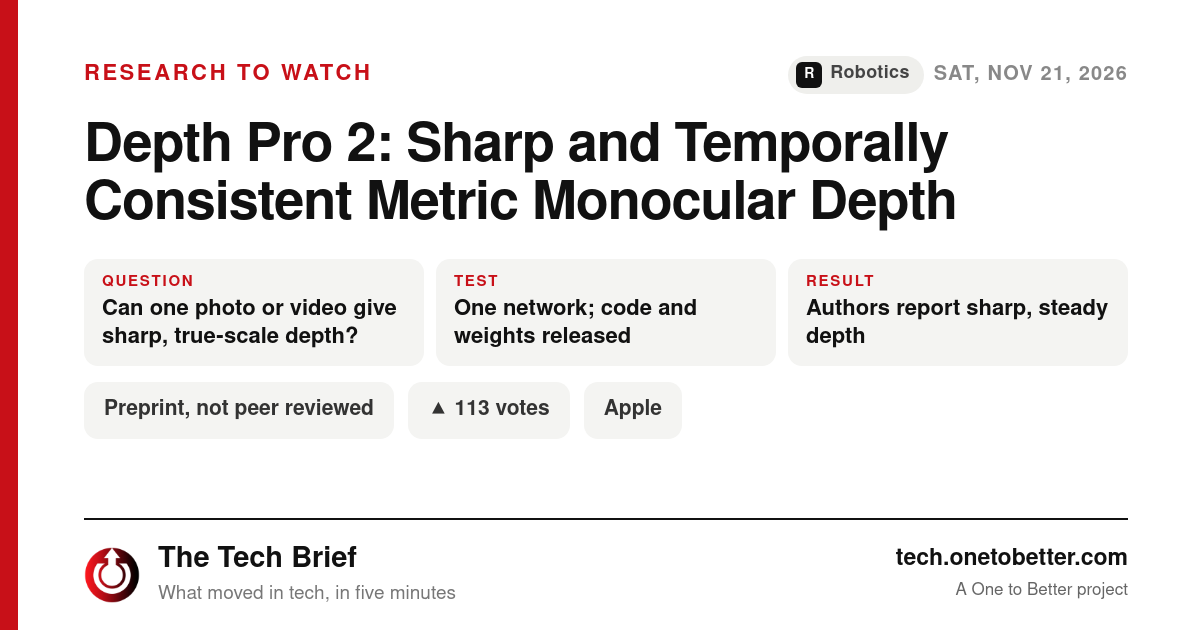 RESEARCH TO WATCH
R Robotics SAT, NOV 21, 2026
Depth Pro 2: Sharp and Temporally
Consistent Metric Monocular Depth
QUESTION
Can one photo or video give
sharp, true-scale depth?
TEST
One network; code and
weights released
RESULT
Authors report sharp, steady
depth
Preprint, not peer reviewed
▲ 113 votes
Apple
The Tech Brief
What moved in tech, in five minutes
tech.onetobetter.com
A One to Better project